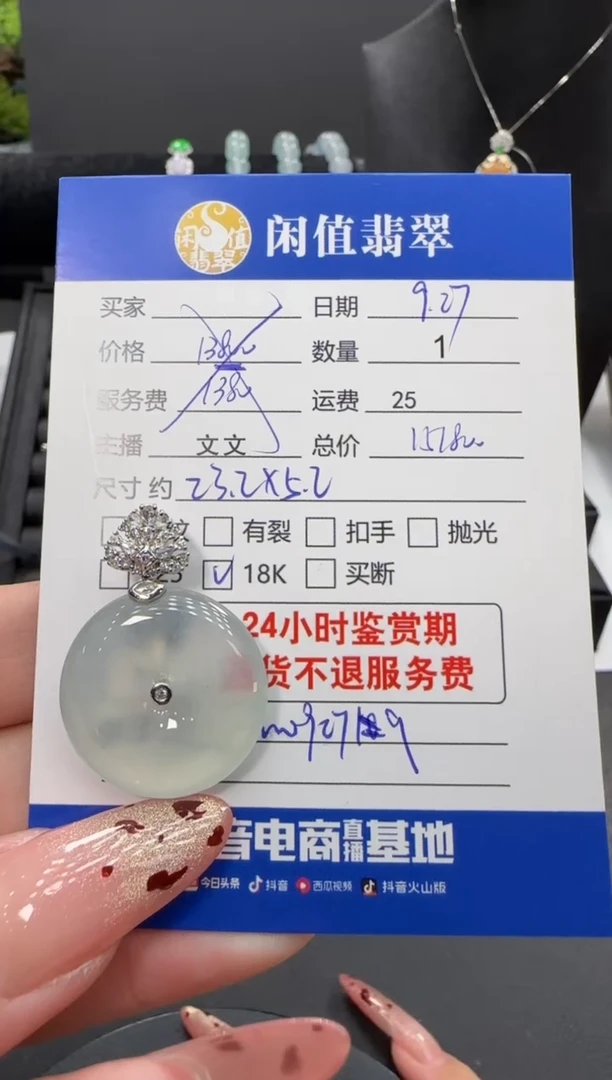 闲值翡翠
闲值翡翠
买家 日期 9.27
价格 13800 数量 1
服务费 1380 运费 25
主播 文文 总价
尺寸 约 23.2X5.2
纹 有裂 扣手 抛光
925 18K 买断
24小时鉴赏期
货不退服务费
音电商直播基地
今日头条 抖音 西瓜视频 抖音火山版